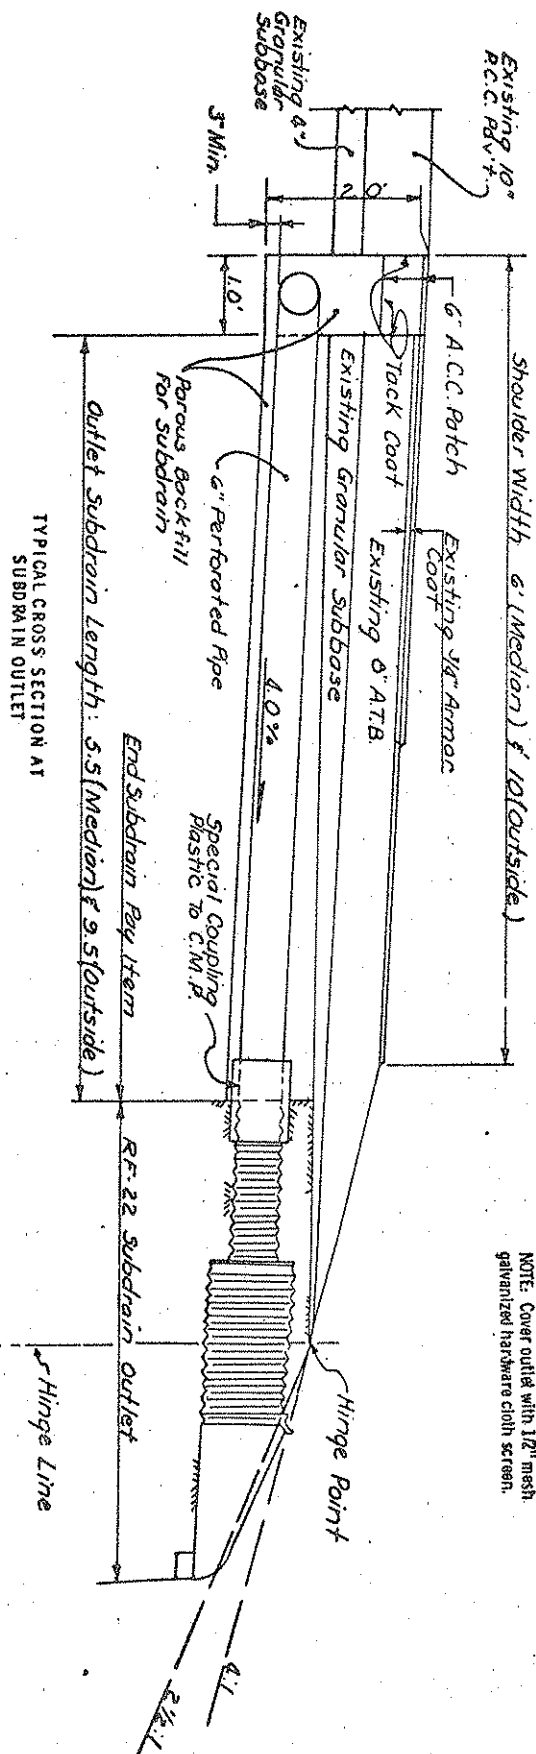 Shoulder Width 6' (Median) & 10' (Outside)
NOTE: Cover outlet with 1/2" mesh
galvanized hardware cloth screen.
Existing 10"
P.C.C. Pav't.
6" A.C.C. Patch
Tack Coat
Existing 3/4" Armor
Coat
Existing 8" A.T.B.
Existing Granular Subbase
Existing 4"
Granular
Subbase
2.0'
3" Min.
1.0'
Porous Backfill
For Subdrain
6" Perforated Pipe
4.0%
Special Coupling
Plastic To C.M.P.
Hinge Point
4:1
2 1/2:1
End Subdrain Pay Item
Outlet Subdrain Length: 5.5 (Median) & 9.5 (Outside)
RF-22 Subdrain Outlet
Hinge Line
TYPICAL CROSS SECTION AT
SUBDRAIN OUTLET